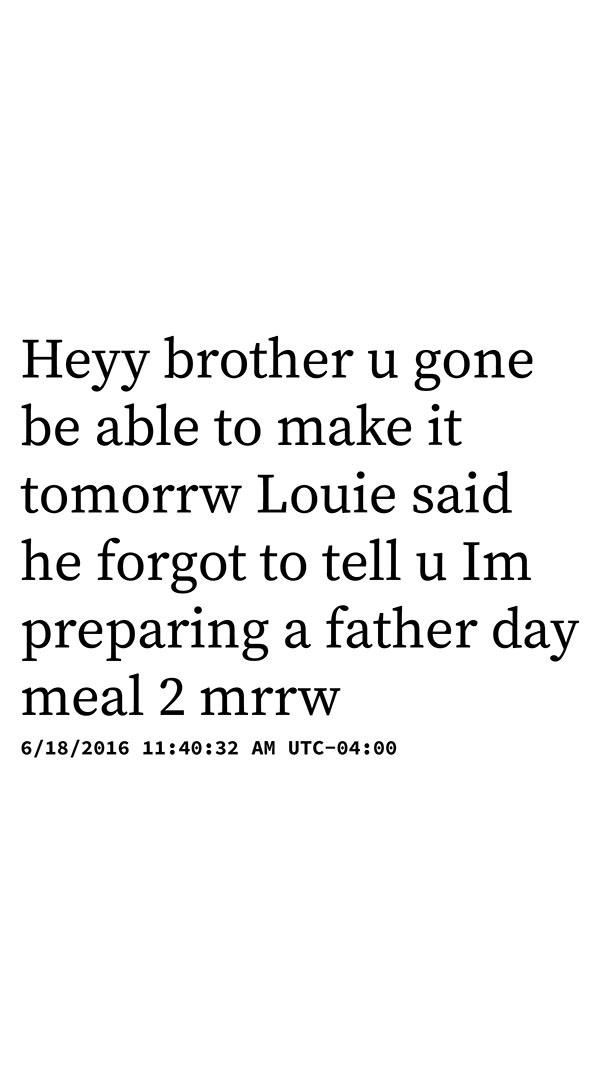 Heyy brother u gone
be able to make it
tomorrw Louie said
he forgot to tell u Im
preparing a father day
meal 2 mrrw
6/18/2016 11:40:32 AM UTC−04:00